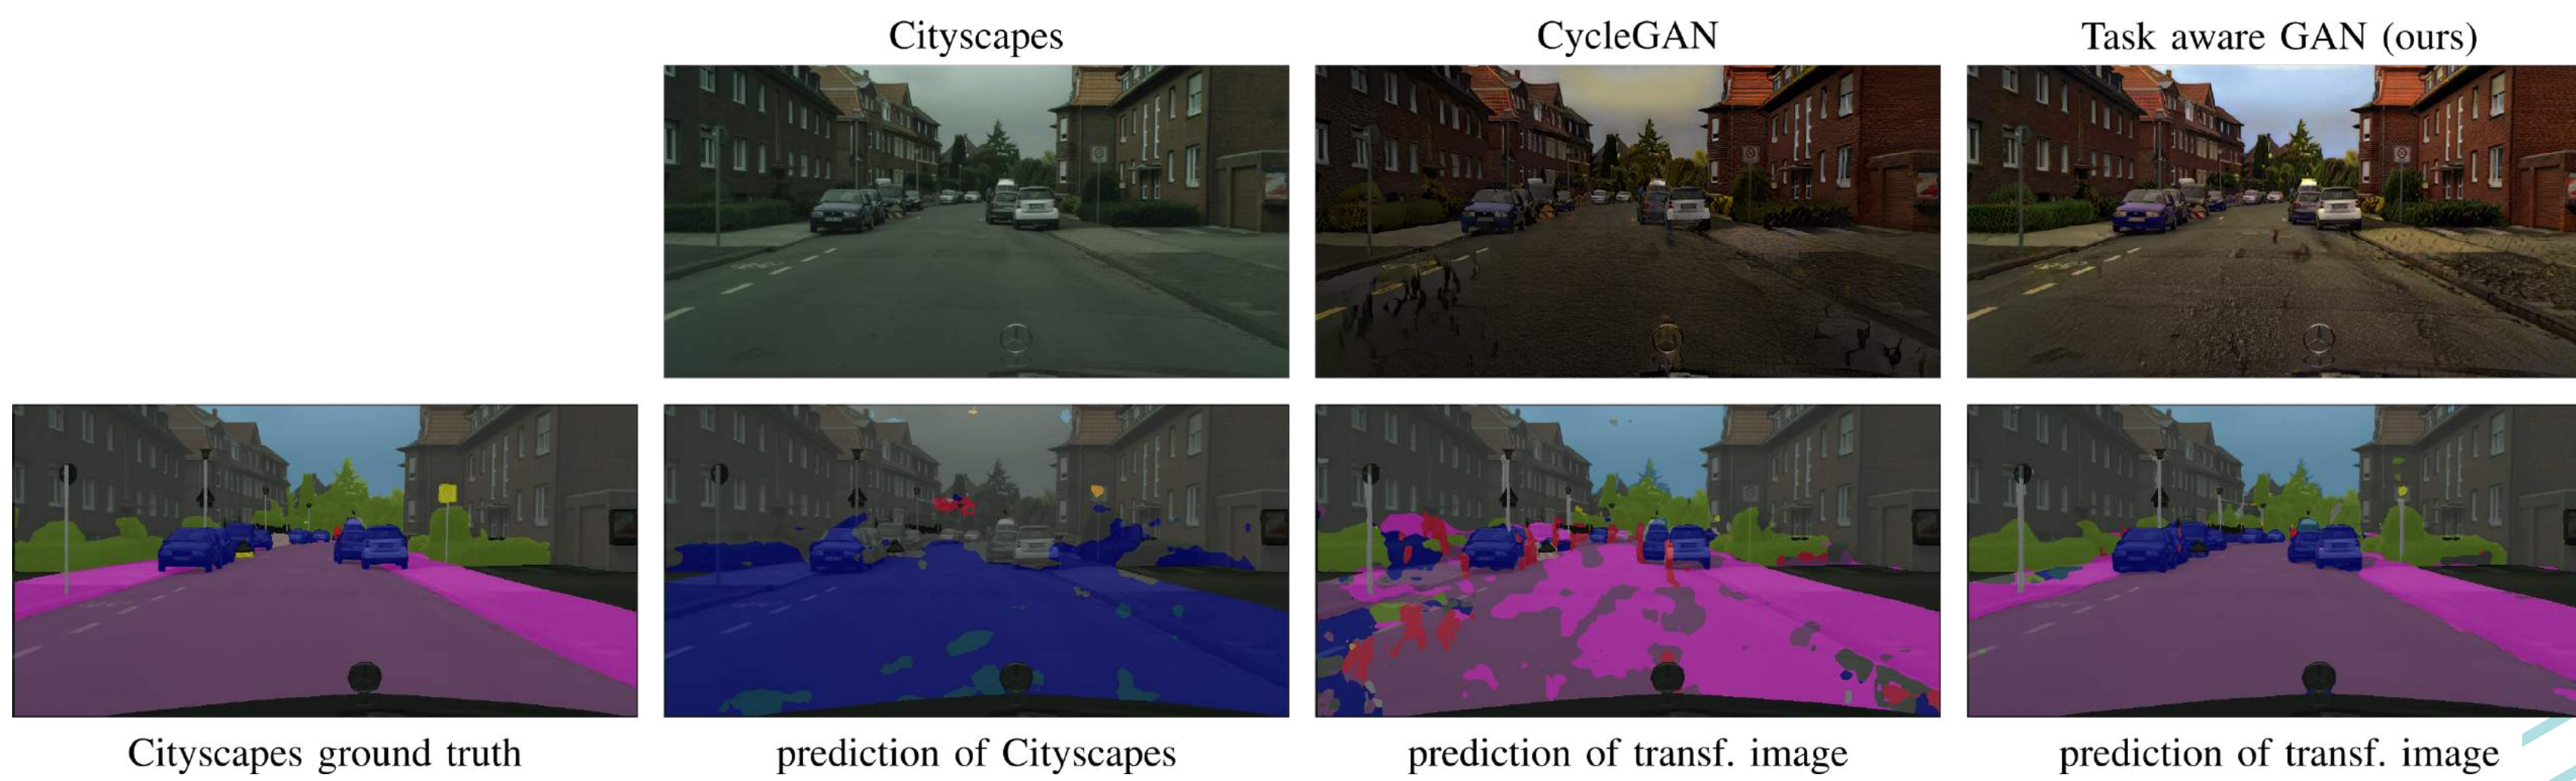 Cityscapes
CycleGAN
Task aware GAN (ours)
Cityscapes ground truth
prediction of Cityscapes
prediction of transf. image
prediction of transf. image